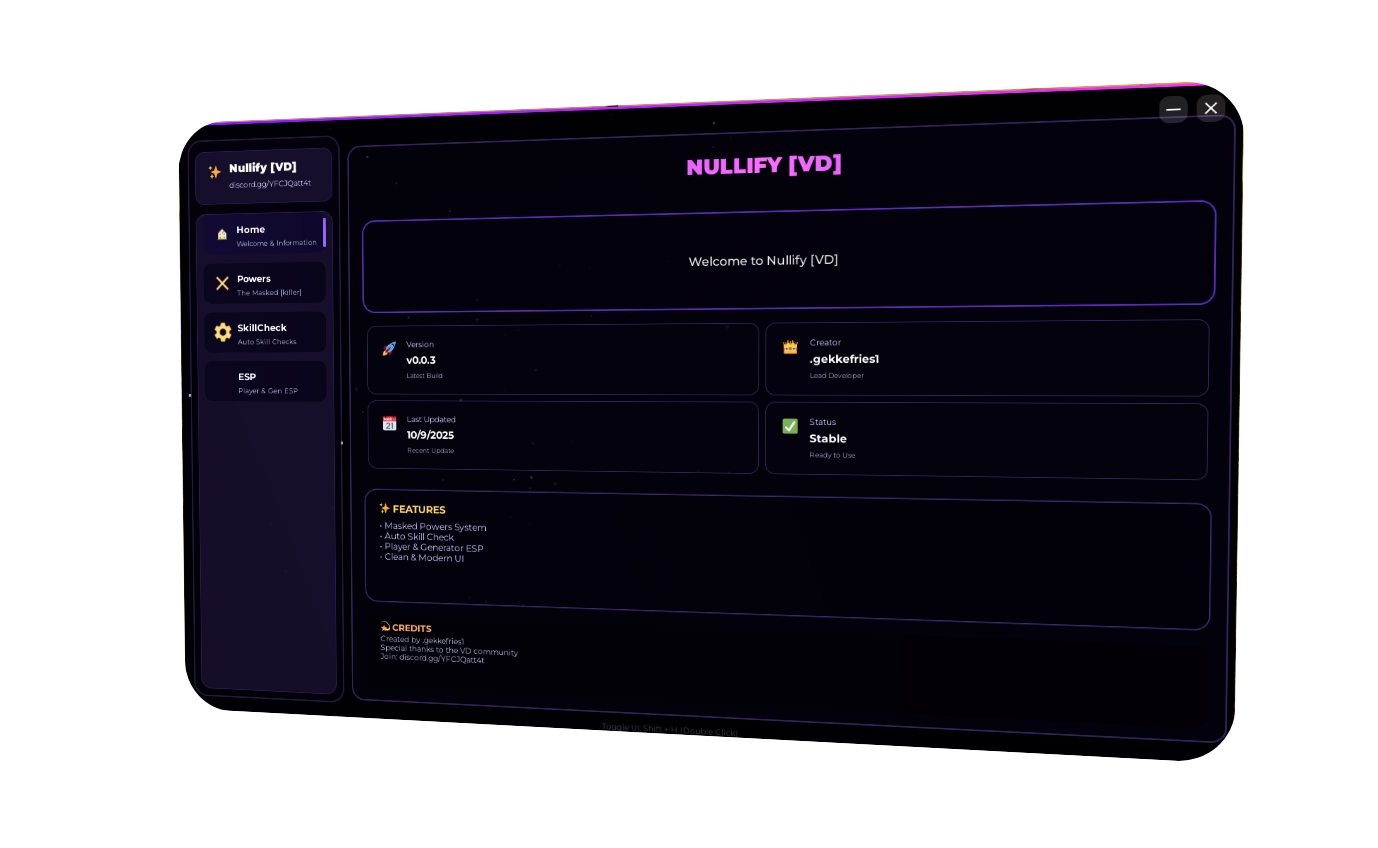 Nullify [VD]
discord.gg/YFCJQatt4t
Home
Welcome & Information
Powers
The Masked [killer]
SkillCheck
Auto Skill Checks
ESP
Player & Gen ESP
NULLIFY [VD]
Welcome to Nullify [VD]
Version
v0.0.3
Latest Build
Creator
.gekkefries1
Lead Developer
Last Updated
10/9/2025
Recent Update
Status
Stable
Ready to Use
✨ FEATURES
• Masked Powers System
• Auto Skill Check
• Player & Generator ESP
• Clean & Modern UI
💫 CREDITS
Created by .gekkefries1
Special thanks to the VD community
Join: discord.gg/YFCJQatt4t
Toggle UI: Shift + H (Double Click)